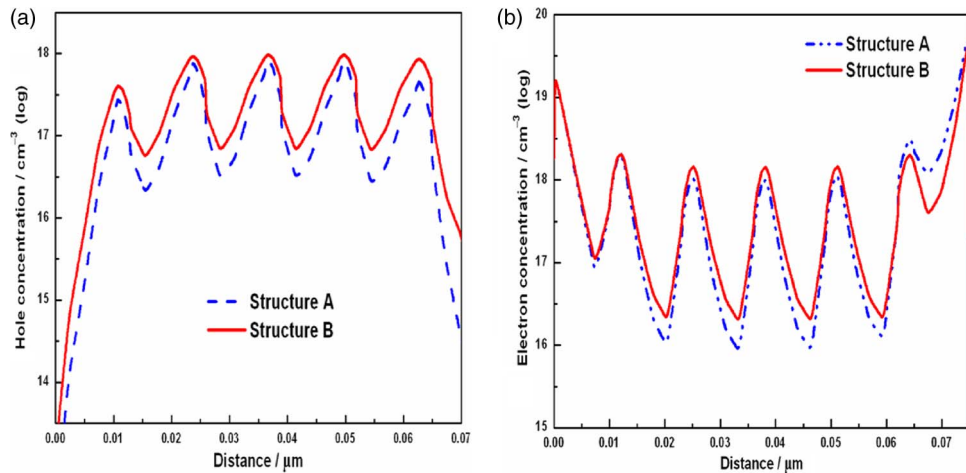 (a)
Hole concentration / cm⁻³ (log)
18
17
16
15
14
Structure A
Structure B
0.00 0.01 0.02 0.03 0.04 0.05 0.06 0.07
Distance / μm
(b)
Electron concentration / cm⁻³ (log)
20
19
18
17
16
15
Structure A
Structure B
0.00 0.01 0.02 0.03 0.04 0.05 0.06 0.07
Distance / μm